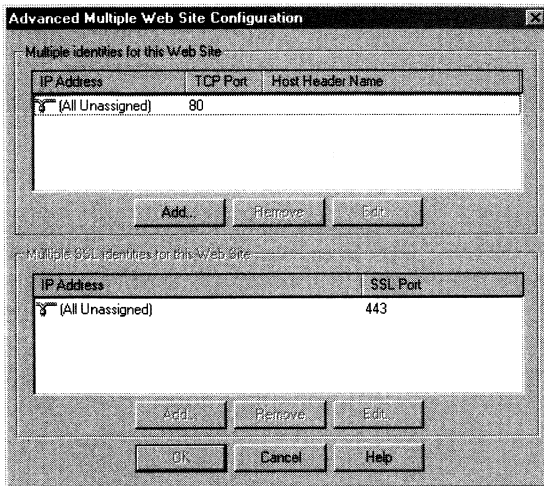 Advanced Multiple Web Site Configuration
Multiple identities for this Web Site
IP Address TCP Port Host Header Name
(All Unassigned) 80
Add... Remove Edit...
Multiple SSL identities for this Web Site
IP Address SSL Port
(All Unassigned) 443
Add... Remove Edit...
OK Cancel Help